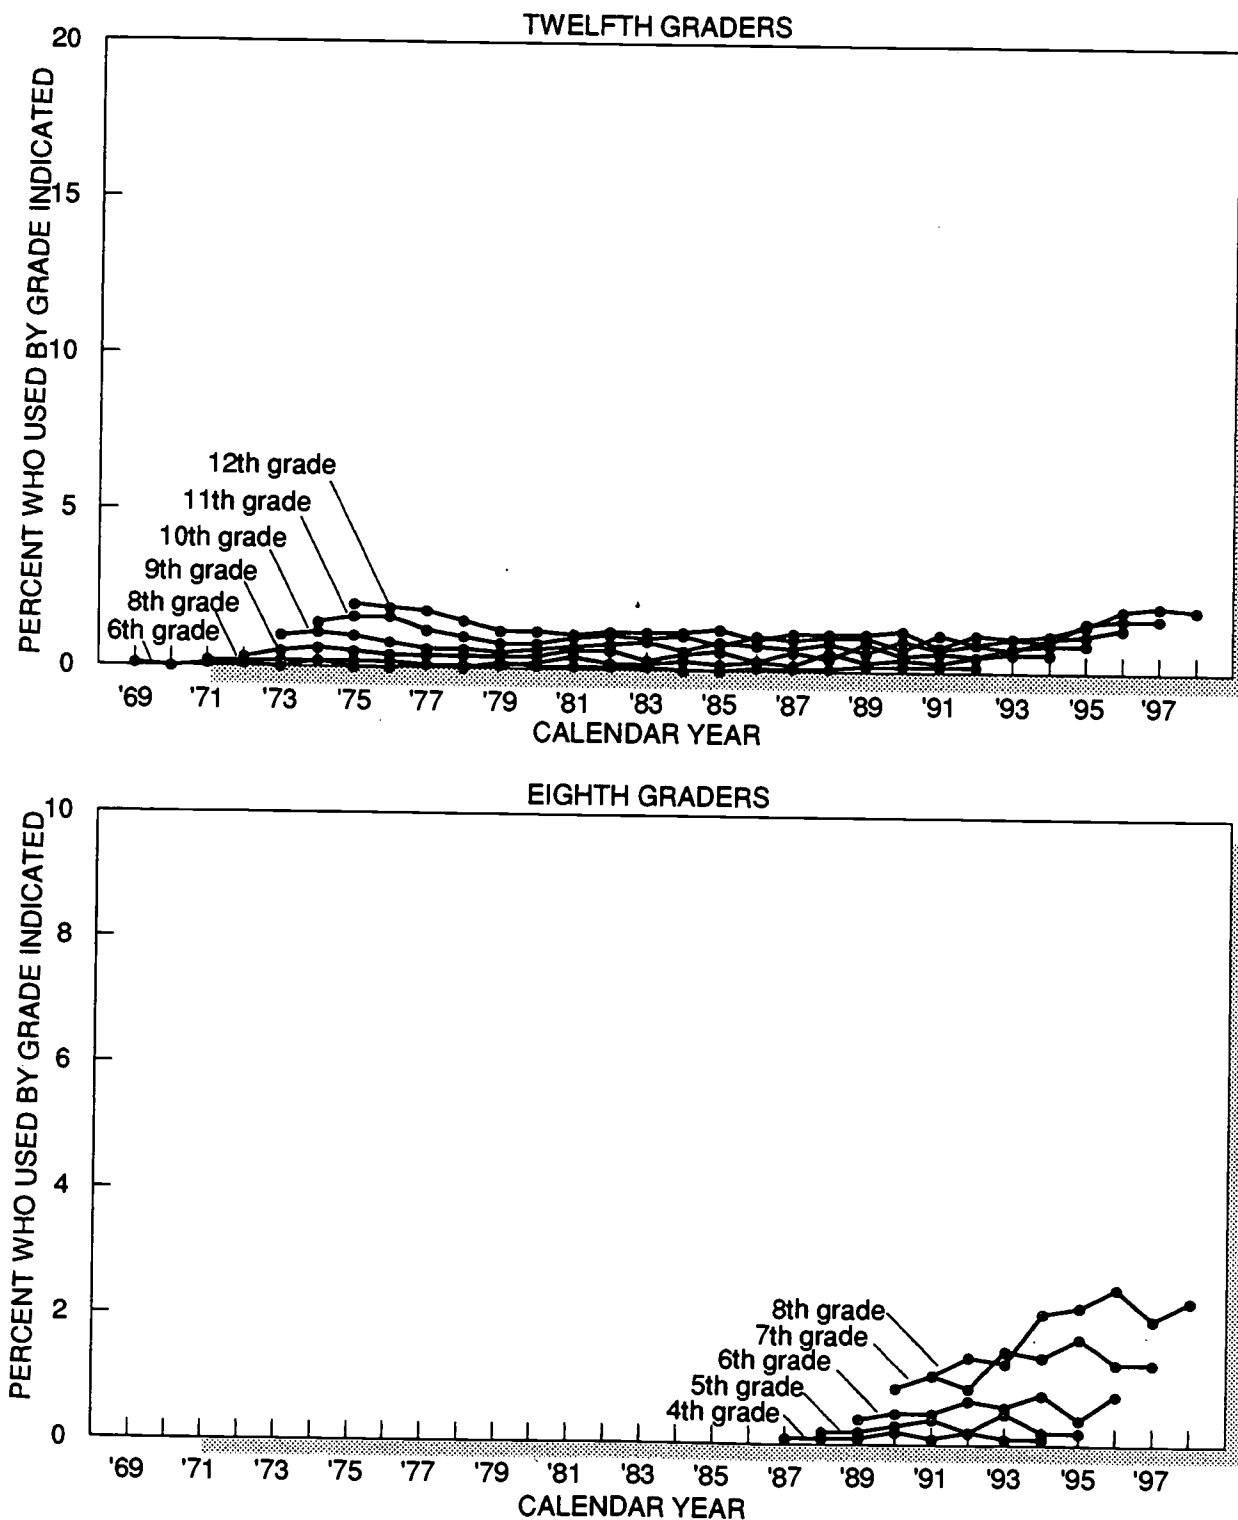 TWELFTH GRADERS
PERCENT WHO USED BY GRADE INDICATED
20
15
10
5
0
12th grade
11th grade
10th grade
9th grade
8th grade
6th grade
'69 '71 '73 '75 '77 '79 '81 '83 '85 '87 '89 '91 '93 '95 '97
CALENDAR YEAR
EIGHTH GRADERS
PERCENT WHO USED BY GRADE INDICATED
10
8
6
4
2
0
8th grade
7th grade
6th grade
5th grade
4th grade
'69 '71 '73 '75 '77 '79 '81 '83 '85 '87 '89 '91 '93 '95 '97
CALENDAR YEAR